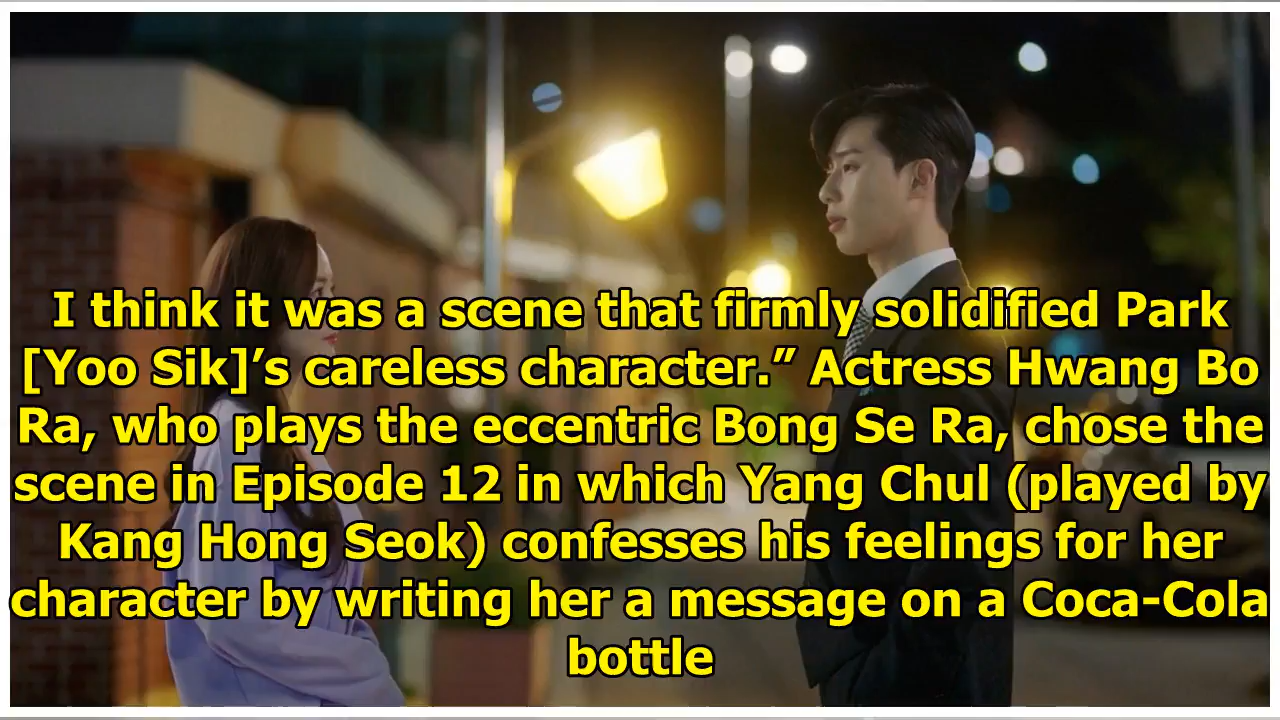 I think it was a scene that firmly solidified Park
[Yoo Sik]’s careless character.” Actress Hwang Bo
Ra, who plays the eccentric Bong Se Ra, chose the
scene in Episode 12 in which Yang Chul (played by
Kang Hong Seok) confesses his feelings for her
character by writing her a message on a Coca-Cola
bottle